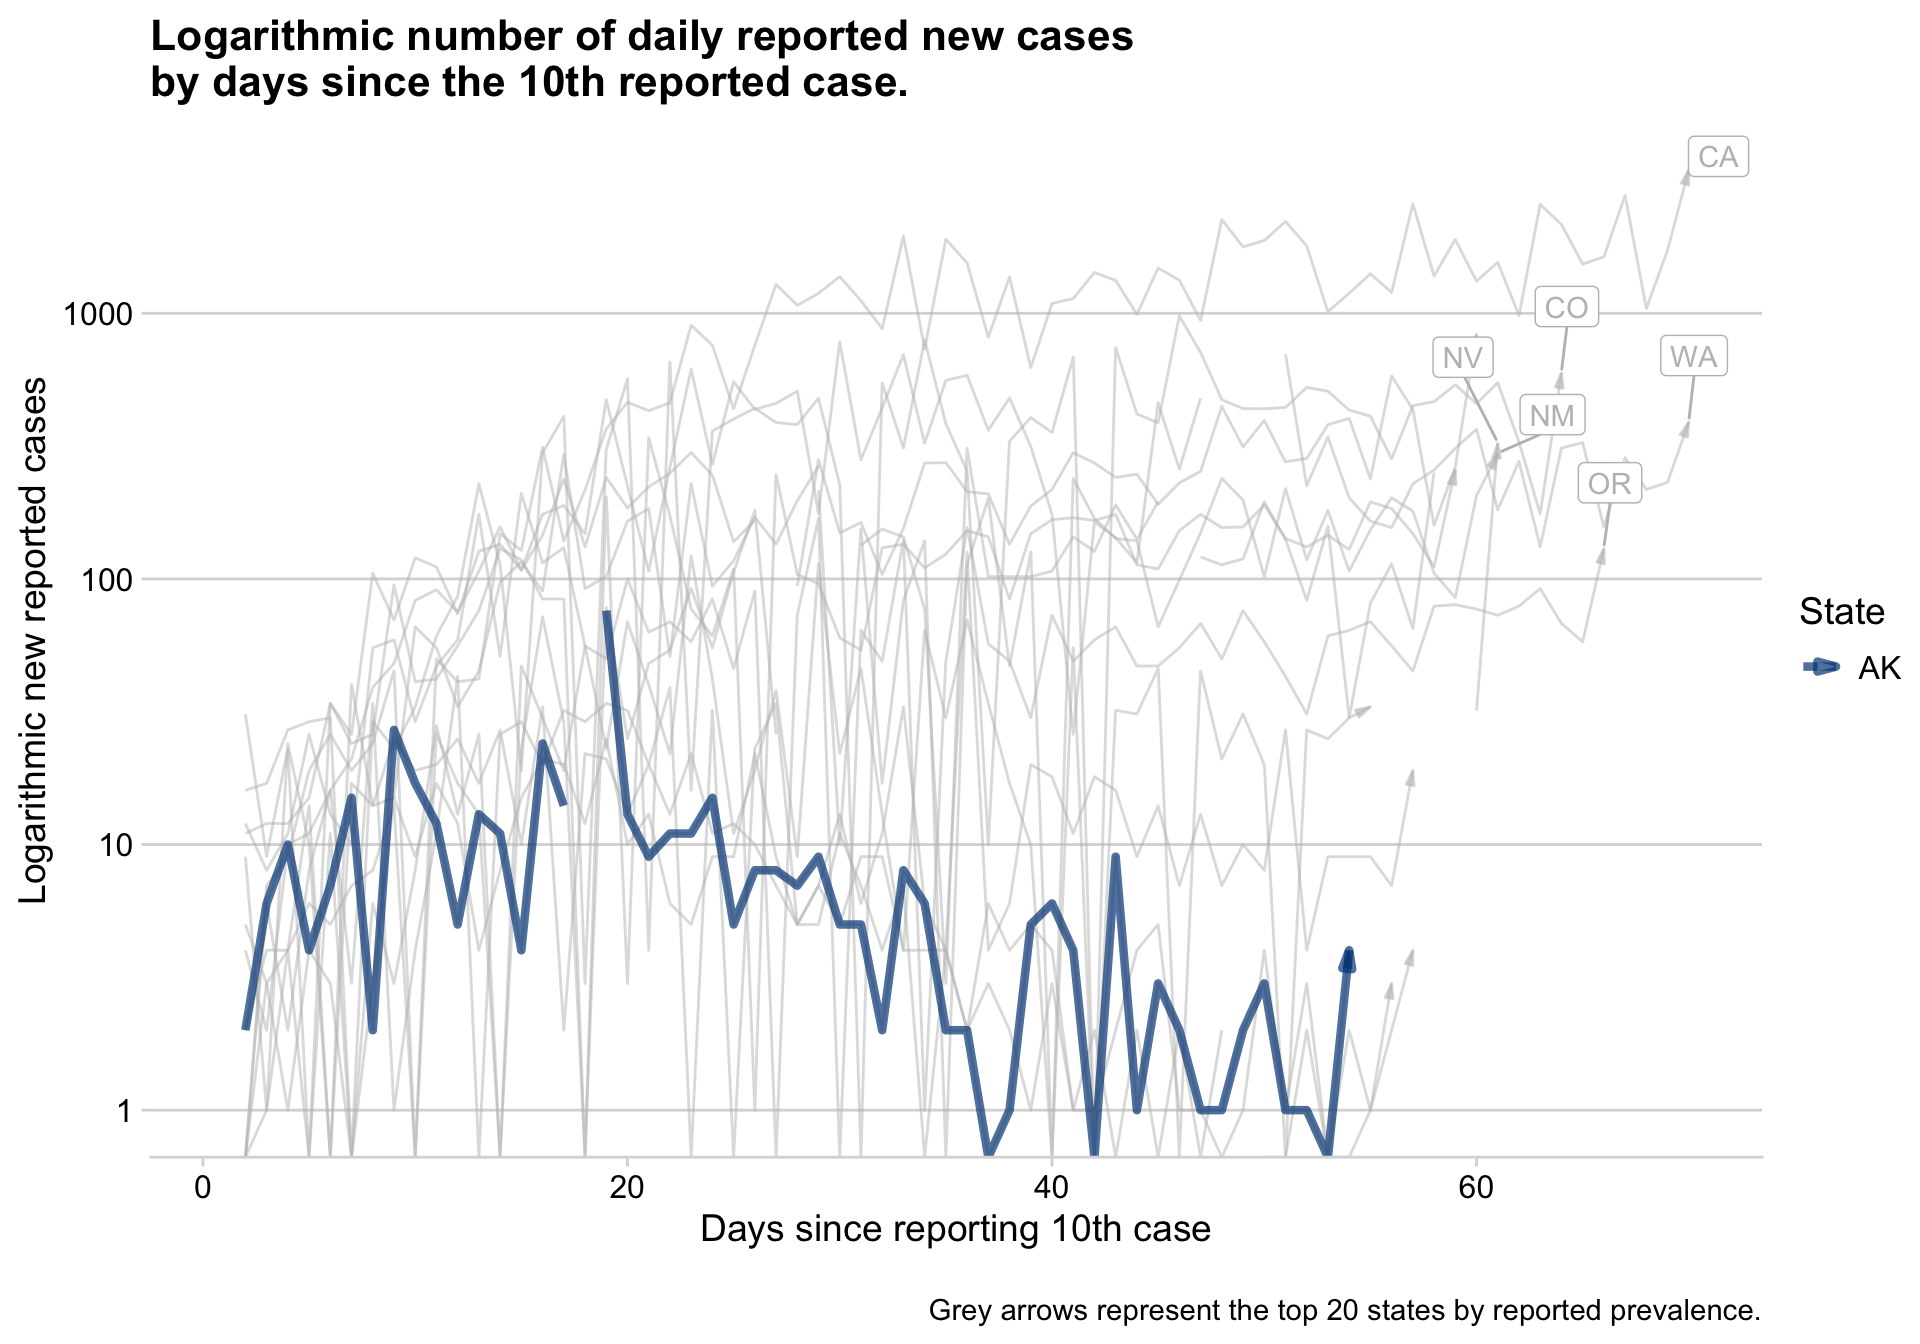 Logarithmic number of daily reported new cases
by days since the 10th reported case.
CA
CO
NV
WA
NM
OR
1000
100
10
1
Logarithmic new reported cases
0 20 40 60
Days since reporting 10th case
State
AK
Grey arrows represent the top 20 states by reported prevalence.